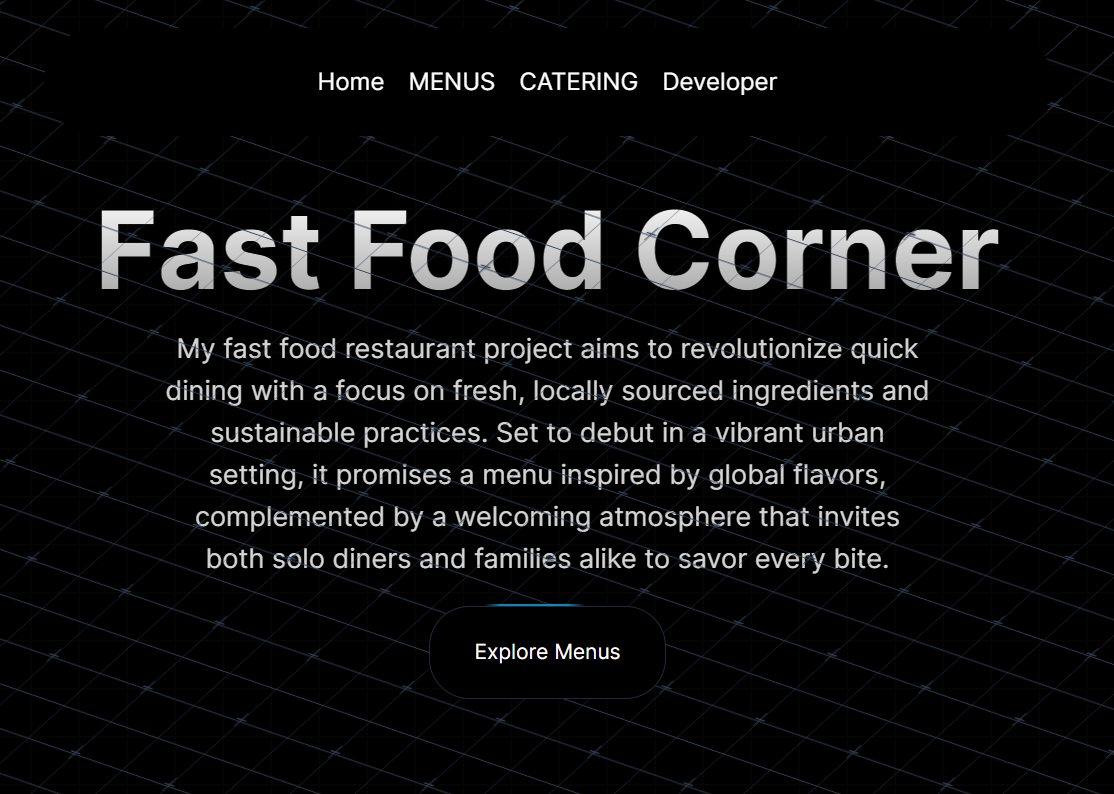 Home MENUS CATERING Developer
Fast Food Corner
My fast food restaurant project aims to revolutionize quick
dining with a focus on fresh, locally sourced ingredients and
sustainable practices. Set to debut in a vibrant urban
setting, it promises a menu inspired by global flavors,
complemented by a welcoming atmosphere that invites
both solo diners and families alike to savor every bite.
Explore Menus